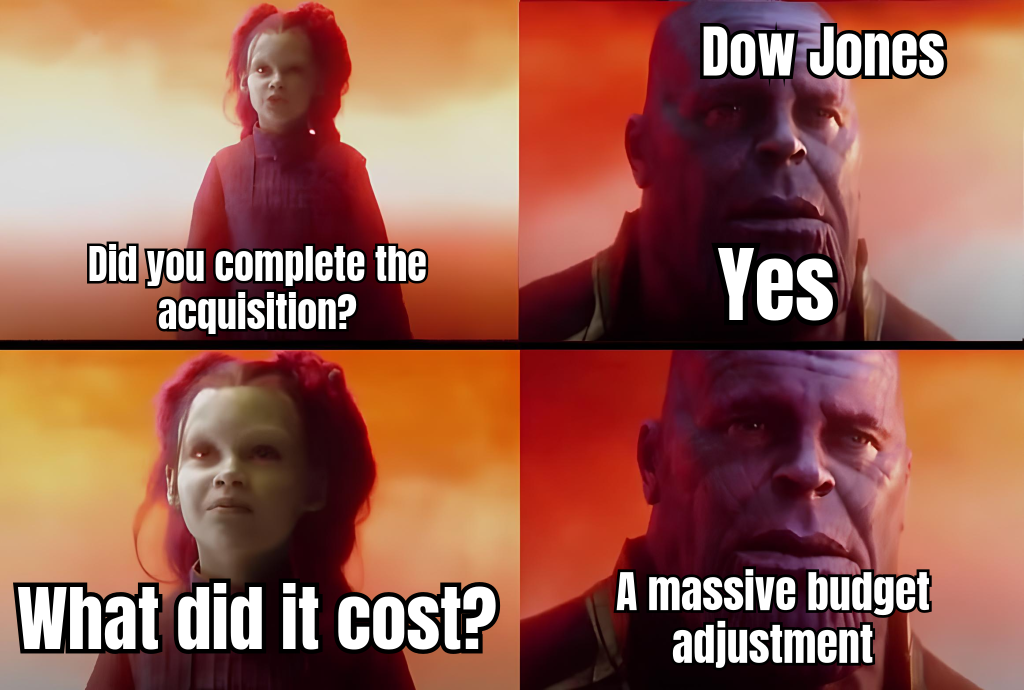 Did you complete the
acquisition?
Dow Jones
Yes
What did it cost?
A massive budget
adjustment